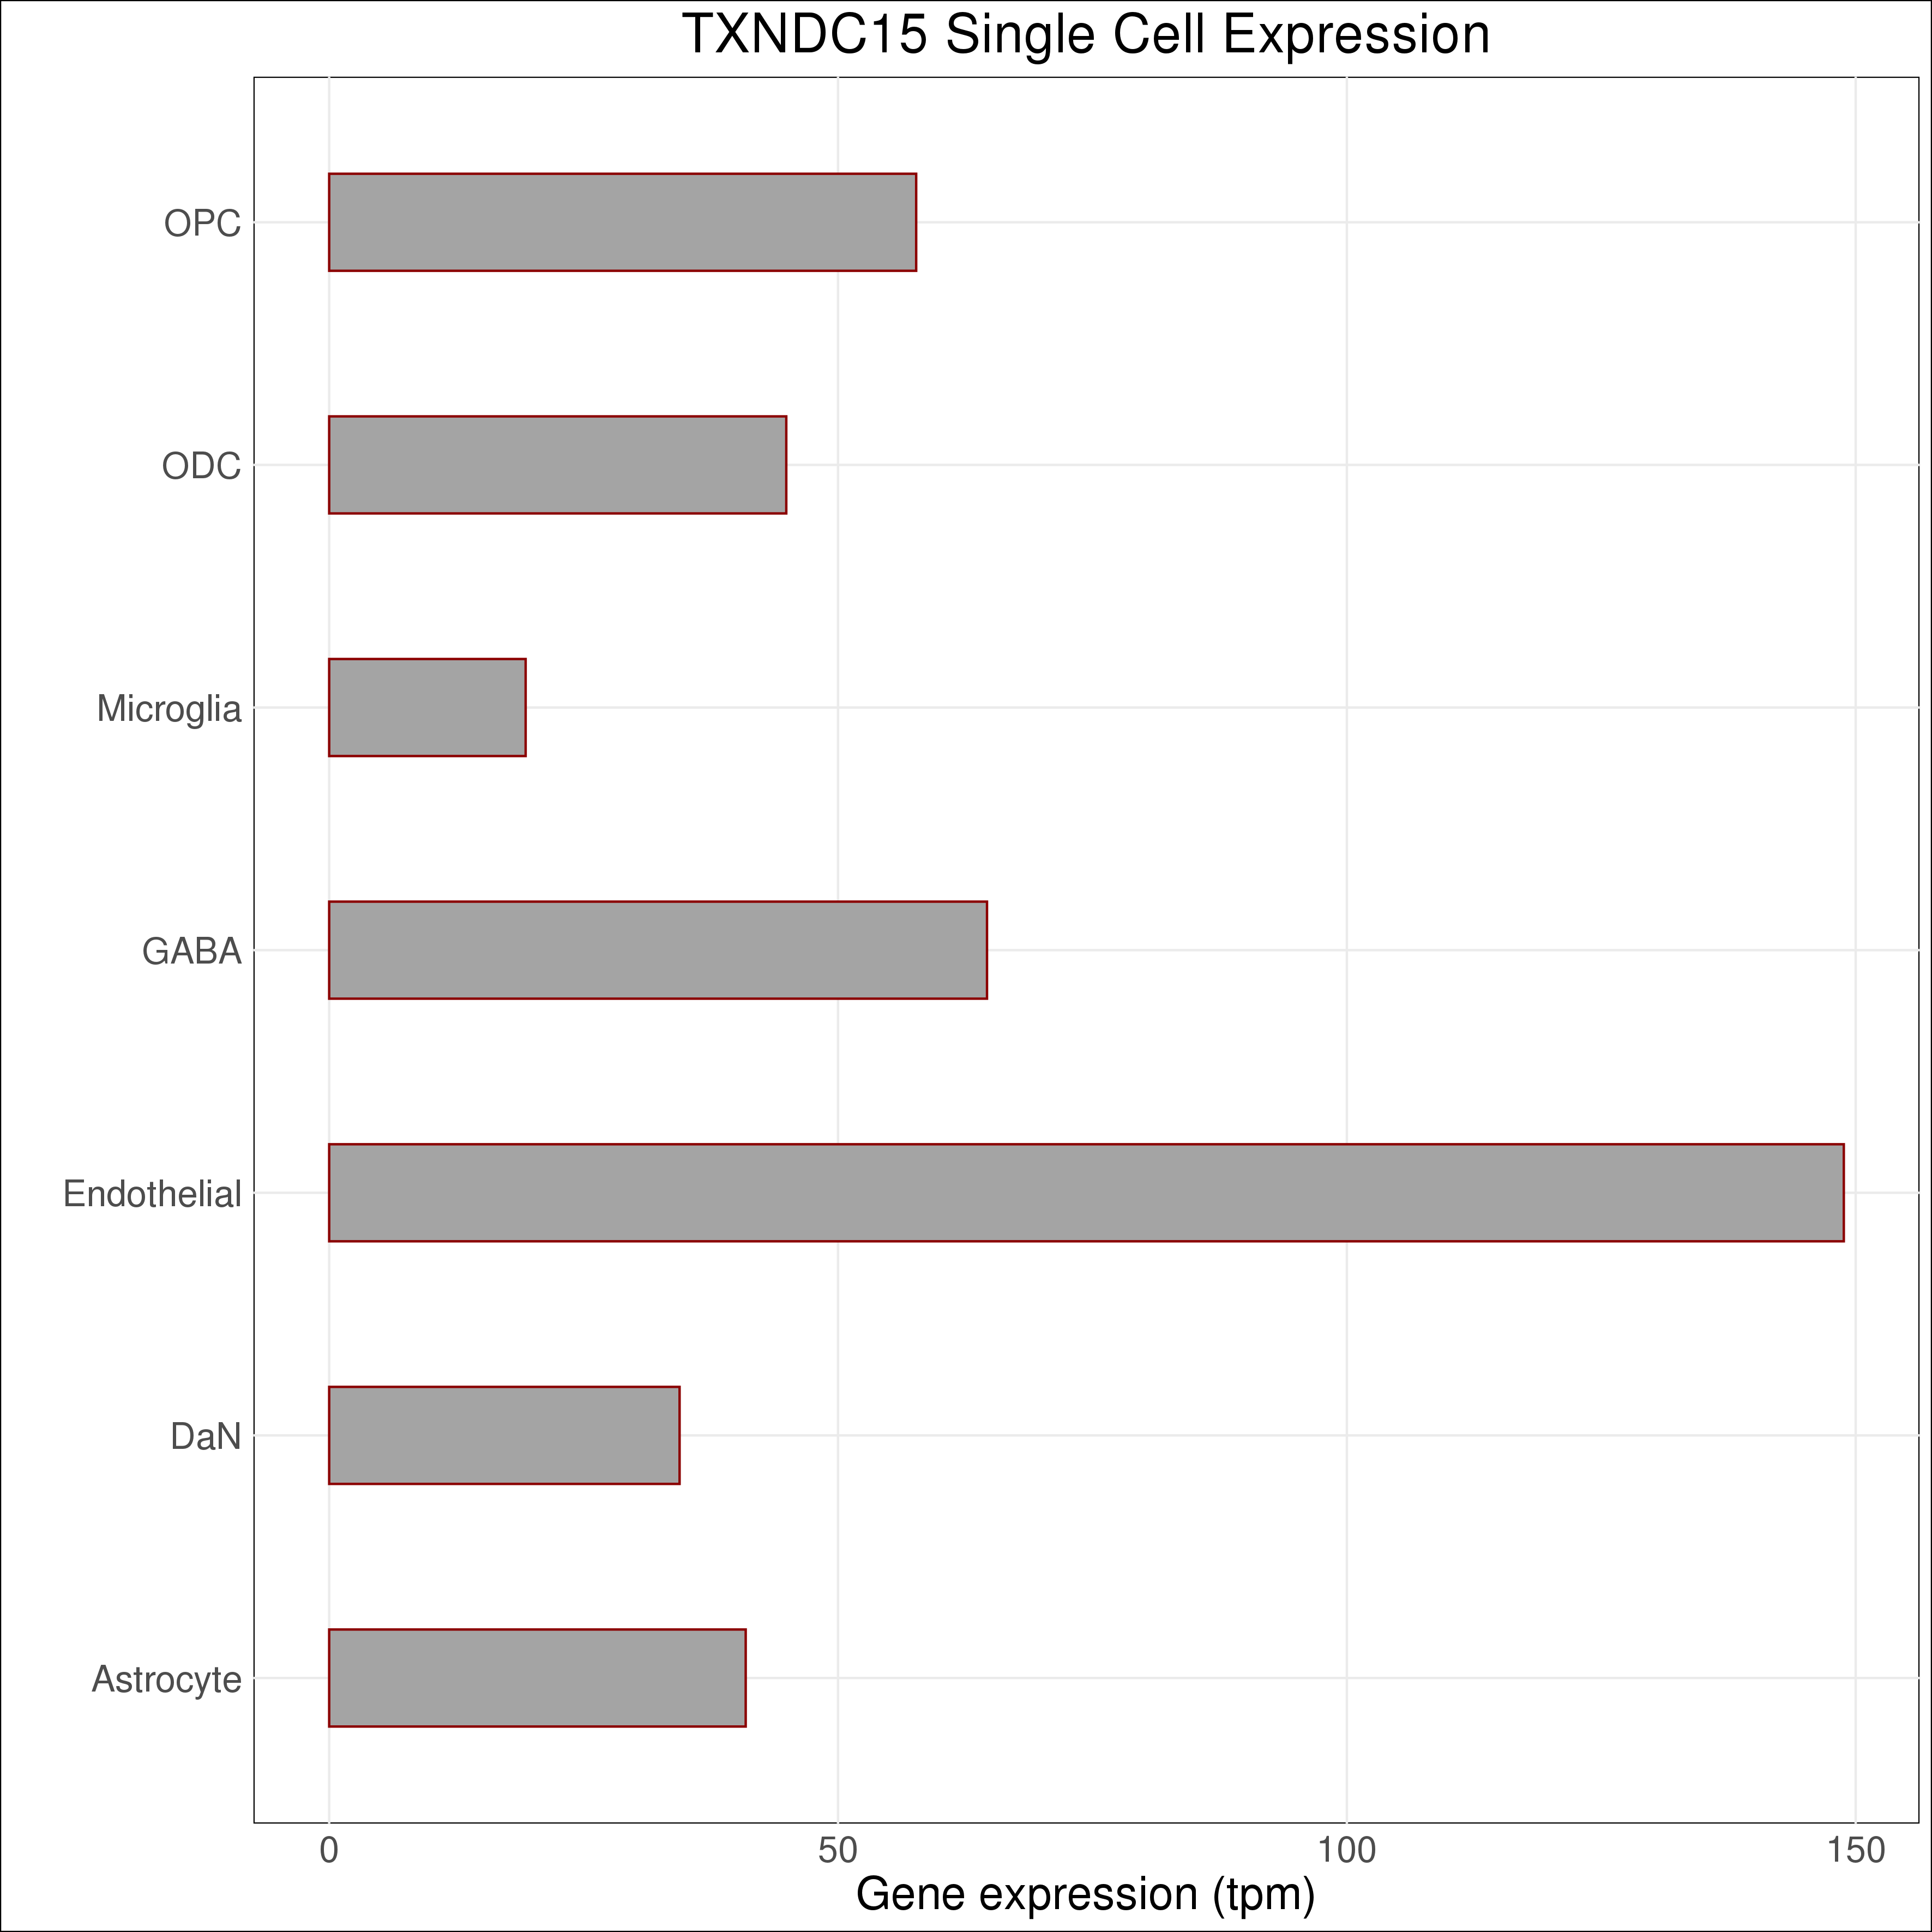 TXNDC15 Single Cell Expression
OPC
ODC
Microglia
GABA
Endothelial
DaN
Astrocyte
0 50 100 150
Gene expression (tpm)